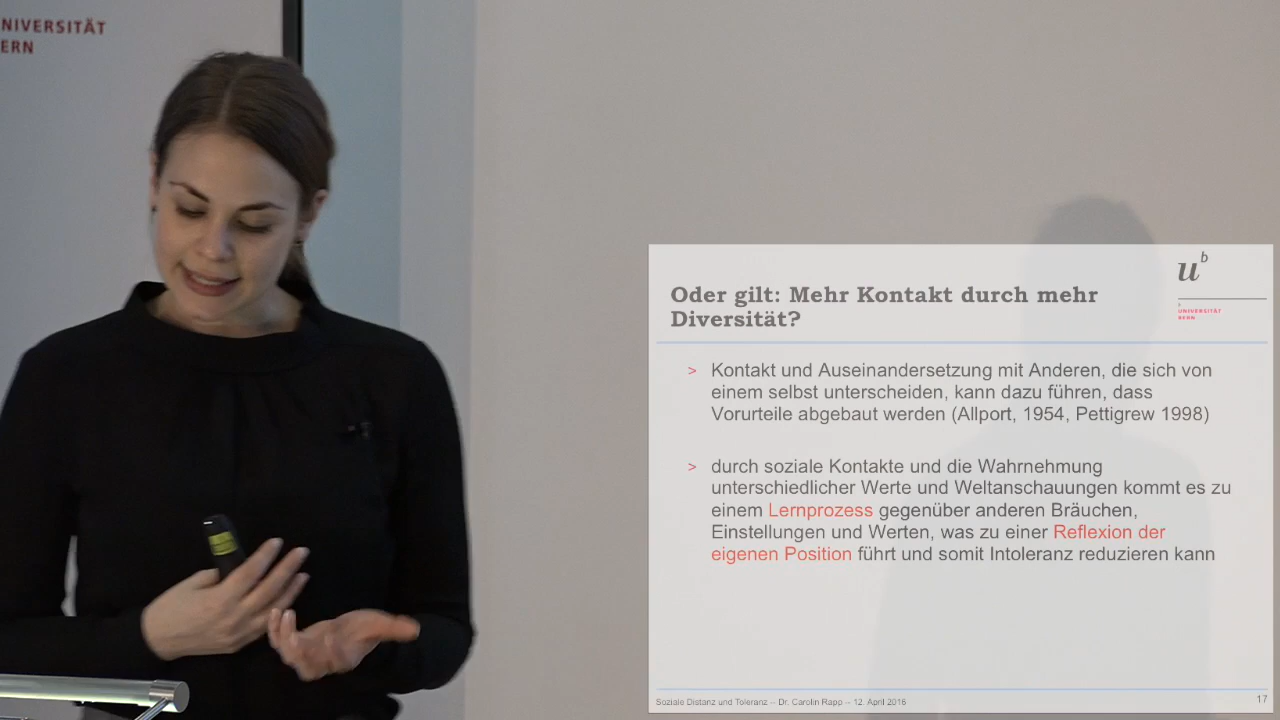 NIVERSITÄT
ERN
u b
b
UNIVERSITÄT
BERN
Oder gilt: Mehr Kontakt durch mehr
Diversität?
> Kontakt und Auseinandersetzung mit Anderen, die sich von
einem selbst unterscheiden, kann dazu führen, dass
Vorurteile abgebaut werden (Allport, 1954, Pettigrew 1998)
> durch soziale Kontakte und die Wahrnehmung
unterschiedlicher Werte und Weltanschauungen kommt es zu
einem Lernprozess gegenüber anderen Bräuchen,
Einstellungen und Werten, was zu einer Reflexion der
eigenen Position führt und somit Intoleranz reduzieren kann
Soziale Distanz und Toleranz – Dr. Carolin Rapp – 12. April 2016
17